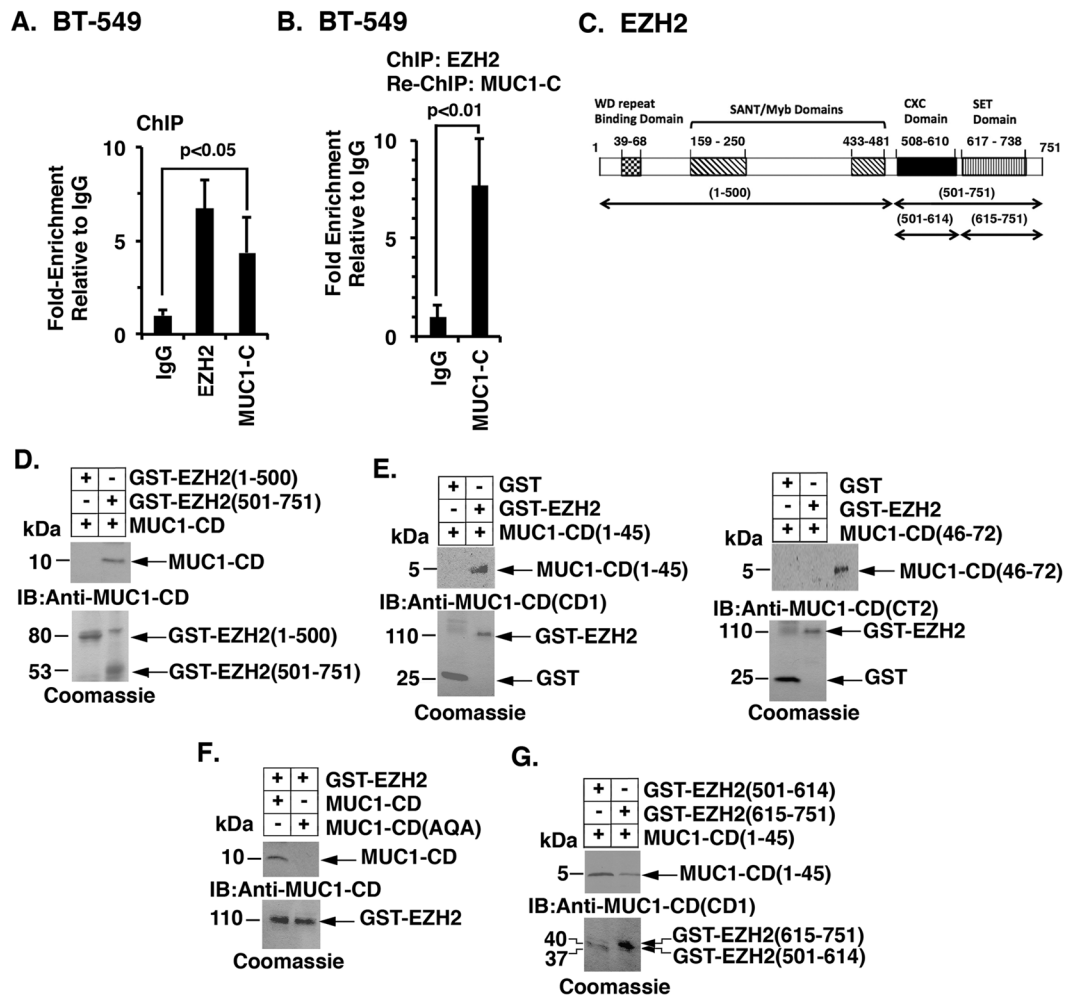 A. BT-549
ChIP
p<0.05
Fold-Enrichment
Relative to IgG
10
5
0
IgG
EZH2
MUC1-C
B. BT-549
ChIP: EZH2
Re-ChIP: MUC1-C
p<0.01
Fold Enrichment
Relative to IgG
10
8
6
4
2
0
IgG
MUC1-C
C. EZH2
WD repeat
Binding Domain
SANT/Myb Domains
CXC
Domain
SET
Domain
1
39-68
159 - 250
433-481
508-610
617 - 738
751
(1-500)
(501-751)
(501-614)
(615-751)
D.
+ - GST-EZH2(1-500)
- + GST-EZH2(501-751)
kDa + + MUC1-CD
10 MUC1-CD
IB:Anti-MUC1-CD
80 GST-EZH2(1-500)
53 GST-EZH2(501-751)
Coomassie
E.
+ - GST
- + GST-EZH2
kDa + + MUC1-CD(1-45)
5 MUC1-CD(1-45)
IB:Anti-MUC1-CD(CD1)
110 GST-EZH2
25 GST
Coomassie
+ - GST
- + GST-EZH2
kDa + + MUC1-CD(46-72)
5 MUC1-CD(46-72)
IB:Anti-MUC1-CD(CT2)
110 GST-EZH2
25 GST
Coomassie
F.
+ + GST-EZH2
+ - MUC1-CD
kDa - + MUC1-CD(AQA)
10 MUC1-CD
IB:Anti-MUC1-CD
110 GST-EZH2
Coomassie
G.
+ - GST-EZH2(501-614)
- + GST-EZH2(615-751)
kDa + + MUC1-CD(1-45)
5 MUC1-CD(1-45)
IB:Anti-MUC1-CD(CD1)
40 GST-EZH2(615-751)
37 GST-EZH2(501-614)
Coomassie